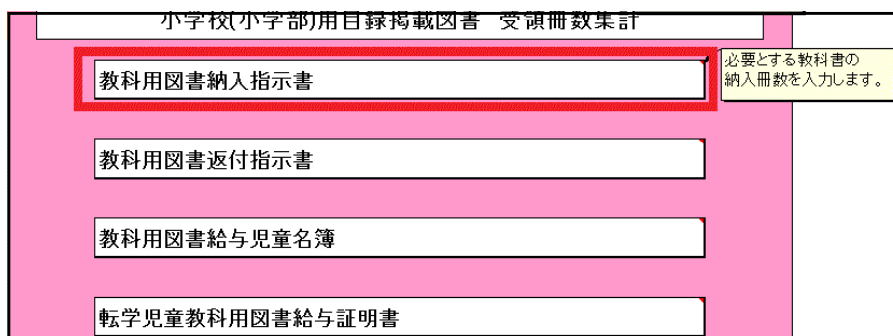 小学校(小学部)用目録掲載図書 受領冊数集計
教科用図書納入指示書
必要とする教科書の
納入冊数を入力します。
教科用図書返付指示書
教科用図書給与児童名簿
転学児童教科用図書給与証明書